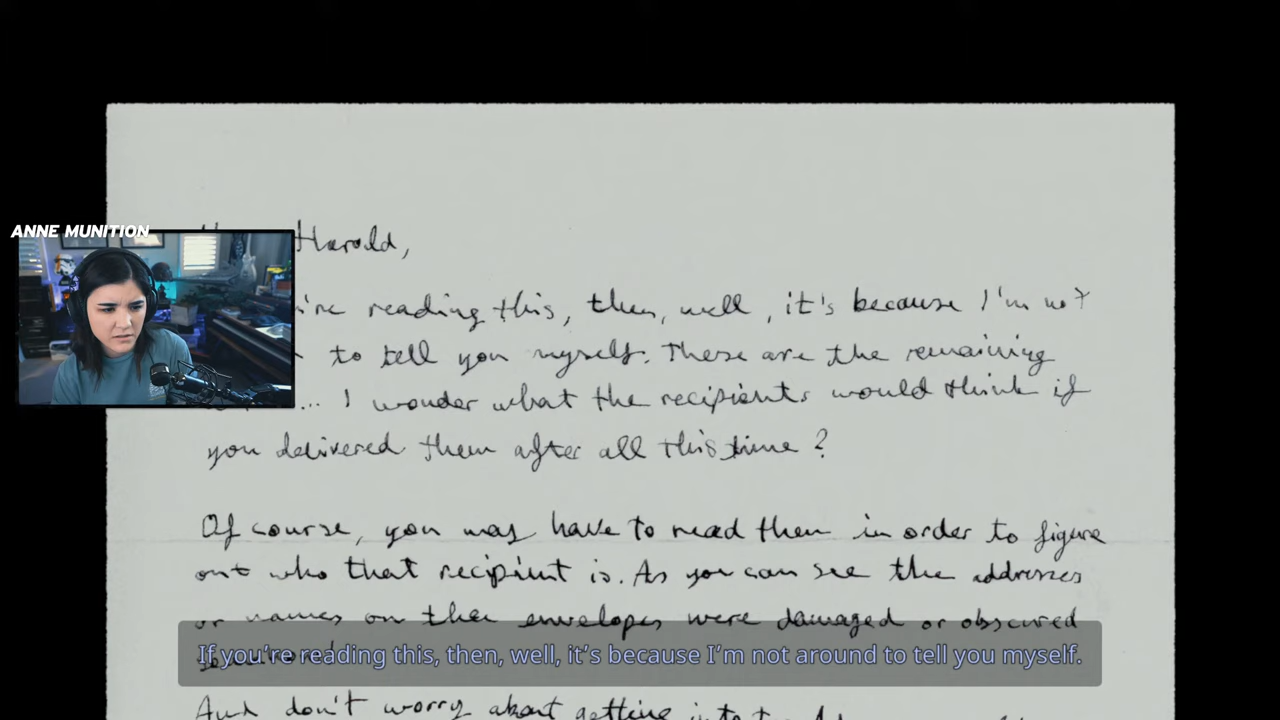 ANNE MUNITION
Harold,
reading this, then, well, it's because I'm not
to tell you myself. These are the remaining
... I wonder what the recipients would think if
you delivered them after all this time?
Of course, you may have to read them in order to figure
out who that recipient is. As you can see the addresses
or names on the envelopes were damaged or obscured
If you're reading this, then, well, it's because I'm not around to tell you myself.
And don't worry about getting into